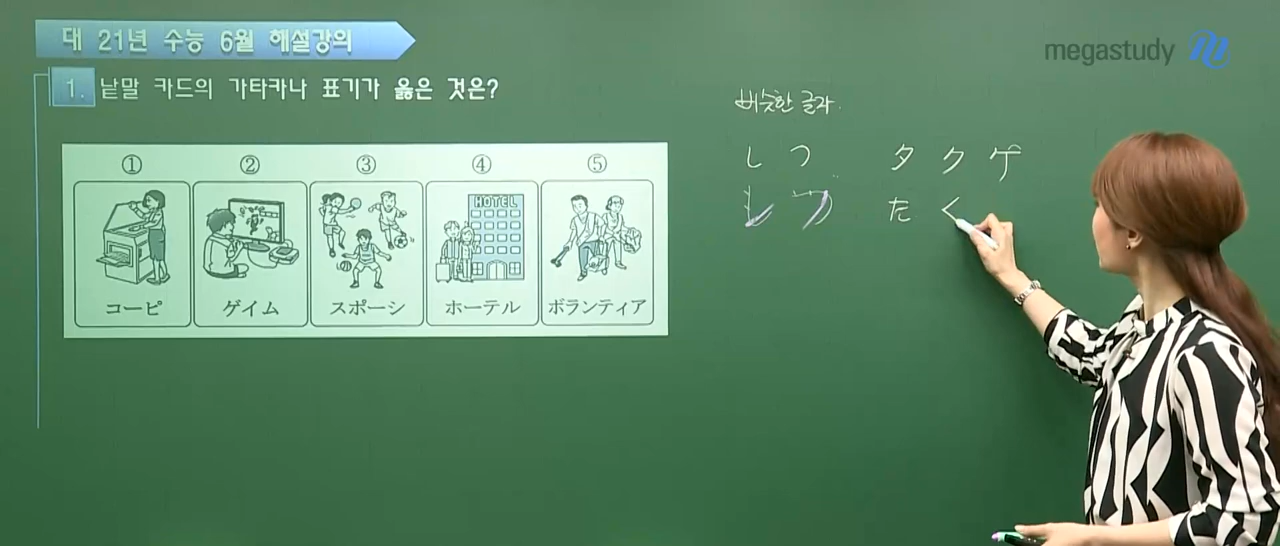 대 21년 수능 6월 해설강의
megastudy
1. 낱말 카드의 가타카나 표기가 옳은 것은?
비슷한 글자.
① ② ③ ④ ⑤
HOTEL
コーピ ゲイム スポーシ ホーテル ボランティア
し つ タ ク ゲ
た く